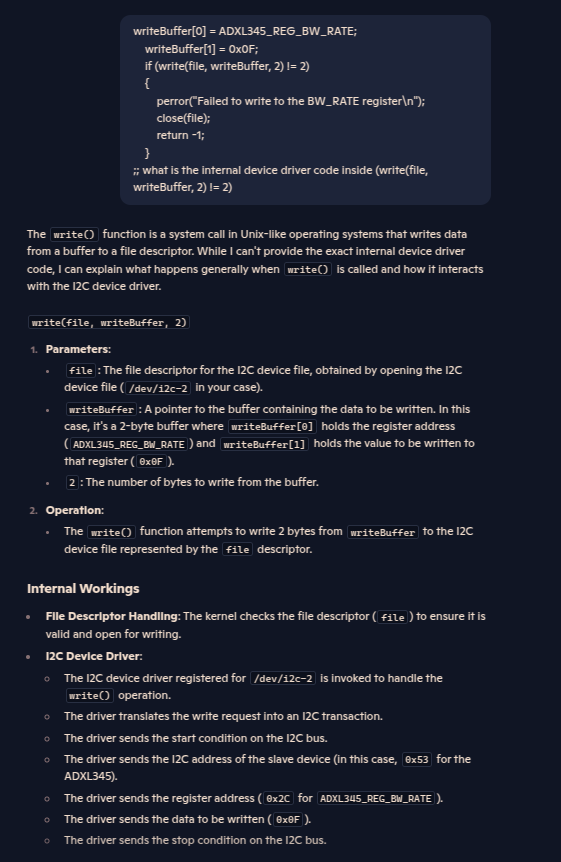 writeBuffer[0] = ADXL345_REG_BW_RATE;
writeBuffer[1] = 0x0F;
if (write(file, writeBuffer, 2) != 2)
{
perror("Failed to write to the BW_RATE register\n");
close(file);
return -1;
}
;; what is the internal device driver code inside (write(file,
writeBuffer, 2) != 2)
The write() function is a system call in Unix-like operating systems that writes data
from a buffer to a file descriptor. While I can't provide the exact internal device driver
code, I can explain what happens generally when write() is called and how it interacts
with the I2C device driver.
write(file, writeBuffer, 2)
1. Parameters:
• file : The file descriptor for the I2C device file, obtained by opening the I2C
device file ( /dev/i2c-2 in your case).
• writeBuffer : A pointer to the buffer containing the data to be written. In this
case, it's a 2-byte buffer where writeBuffer[0] holds the register address
( ADXL345_REG_BW_RATE ) and writeBuffer[1] holds the value to be written to
that register ( 0x0F ).
• 2 : The number of bytes to write from the buffer.
2. Operation:
• The write() function attempts to write 2 bytes from writeBuffer to the I2C
device file represented by the file descriptor.
Internal Workings
• File Descriptor Handling: The kernel checks the file descriptor ( file ) to ensure it is
valid and open for writing.
• I2C Device Driver:
○ The I2C device driver registered for /dev/i2c-2 is invoked to handle the
write() operation.
○ The driver translates the write request into an I2C transaction.
○ The driver sends the start condition on the I2C bus.
○ The driver sends the I2C address of the slave device (in this case, 0x53 for the
ADXL345).
○ The driver sends the register address ( 0x2C for ADXL345_REG_BW_RATE ).
○ The driver sends the data to be written ( 0x0F ).
○ The driver sends the stop condition on the I2C bus.